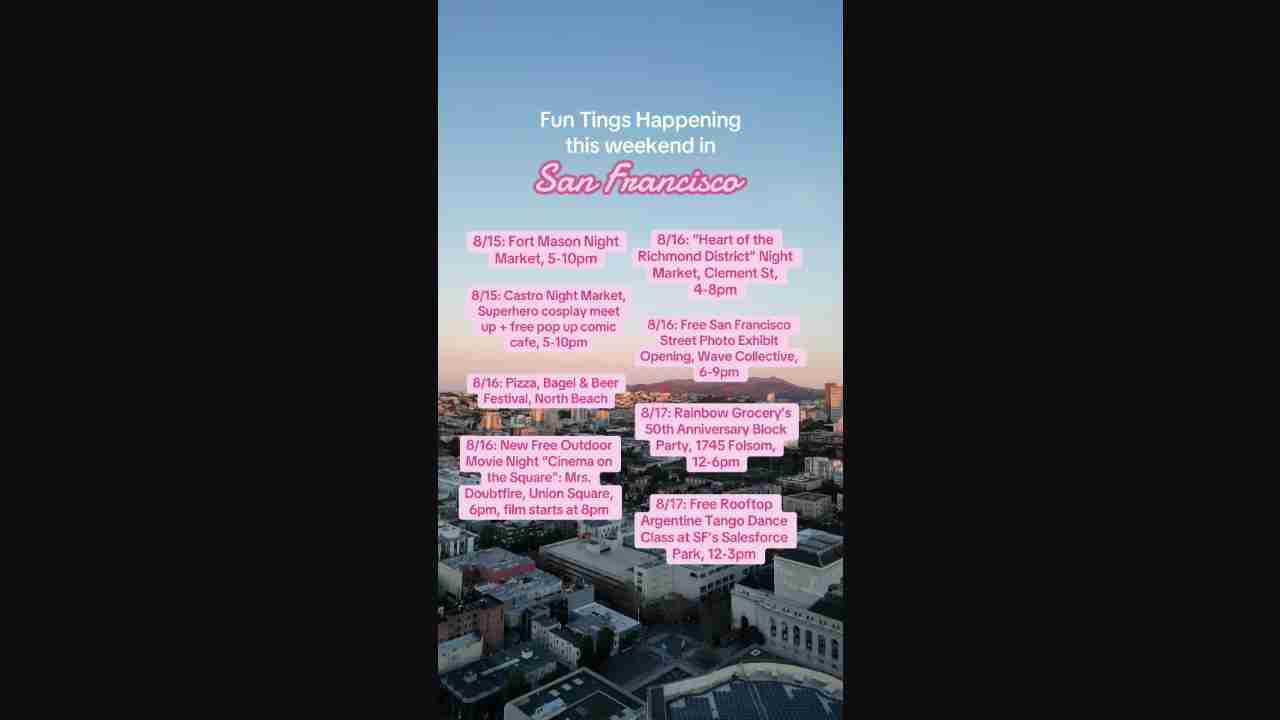 Fun Tings Happening
this weekend in
San Francisco
8/15: Fort Mason Night
Market, 5-10pm
8/15: Castro Night Market,
Superhero cosplay meet
up + free pop up comic
cafe, 5-10pm
8/16: Pizza, Bagel & Beer
Festival, North Beach
8/16: New Free Outdoor
Movie Night "Cinema on
the Square": Mrs.
Doubtfire, Union Square,
6pm, film starts at 8pm
8/16: "Heart of the
Richmond District" Night
Market, Clement St,
4-8pm
8/16: Free San Francisco
Street Photo Exhibit
Opening, Wave Collective,
6-9pm
8/17: Rainbow Grocery's
50th Anniversary Block
Party, 1745 Folsom,
12-6pm
8/17: Free Rooftop
Argentine Tango Dance
Class at SF's Salesforce
Park, 12-3pm